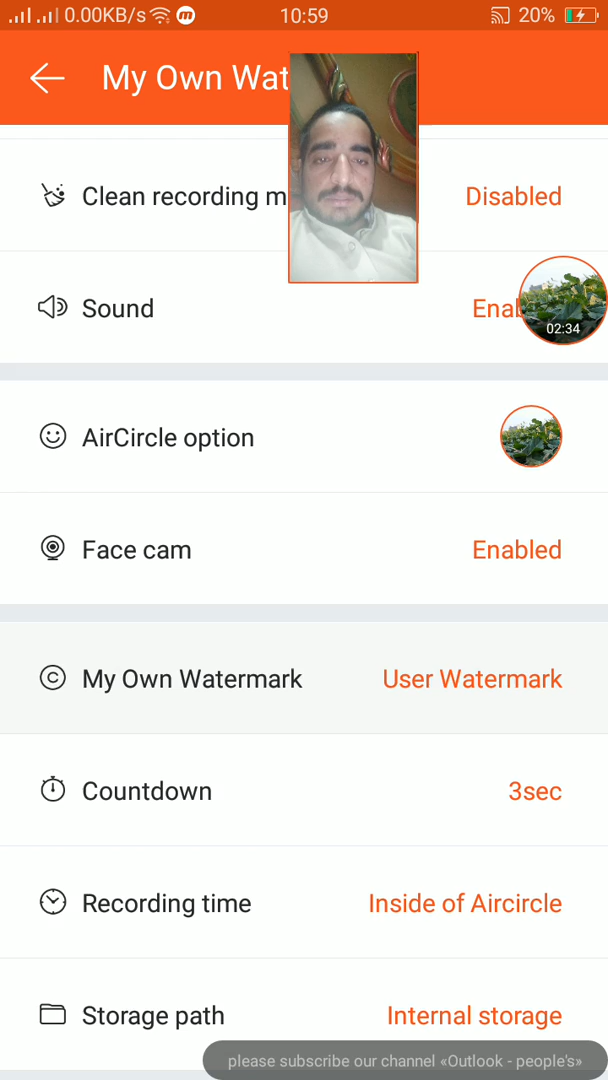 0.00KB/s m 10:59 20%
My Own Wat
Clean recording m Disabled
Sound Enab
02:34
AirCircle option
Face cam Enabled
My Own Watermark User Watermark
Countdown 3sec
Recording time Inside of Aircircle
Storage path Internal storage
please subscribe our channel «Outlook - people's»